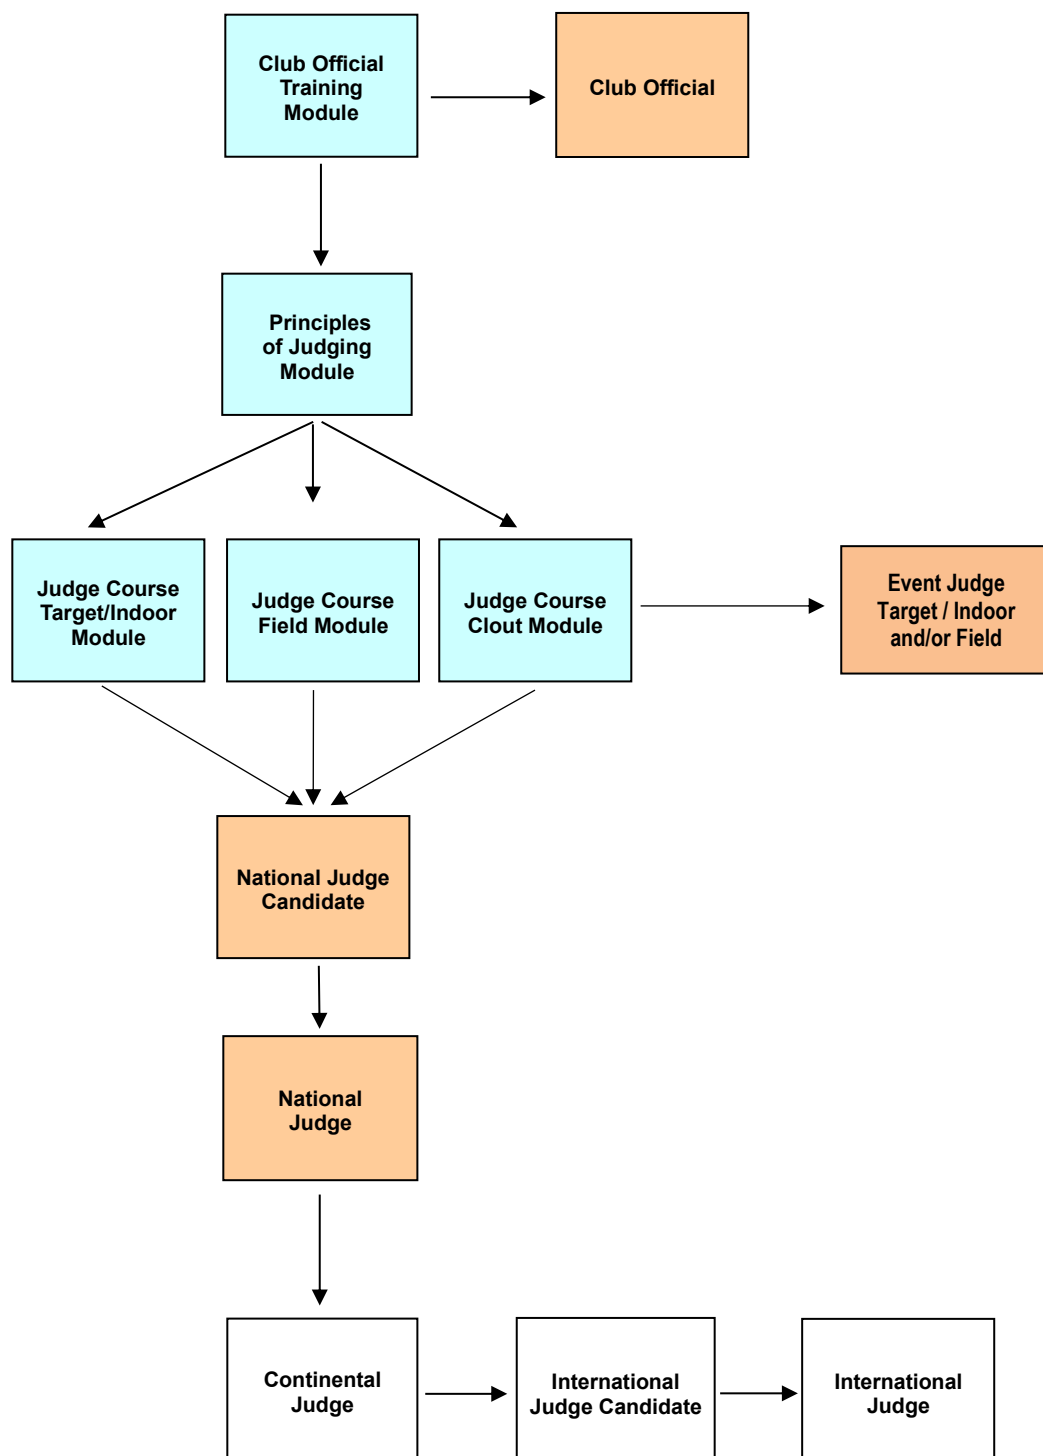 Club Official
Training
Module
Club Official
Principles
of Judging
Module
Judge Course
Target/Indoor
Module
Judge Course
Field Module
Judge Course
Clout Module
Event Judge
Target / Indoor
and/or Field
National Judge
Candidate
National
Judge
Continental
Judge
International
Judge Candidate
International
Judge